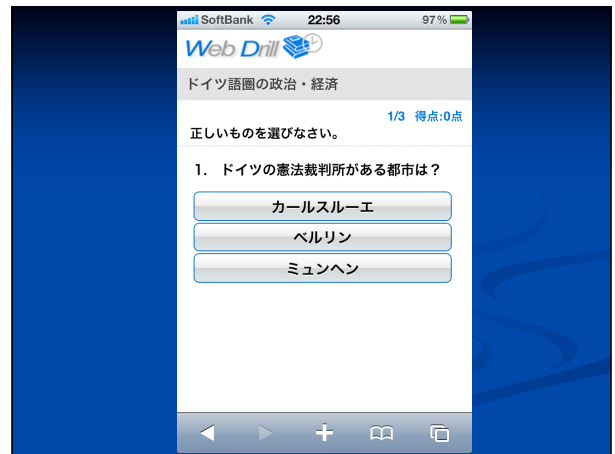 SoftBank 22:56 97%
Web Drill
ドイツ語圏の政治・経済
1/3 得点:0点
正しいものを選びなさい。
1. ドイツの憲法裁判所がある都市は？
カールスルーエ
ベルリン
ミュンヘン